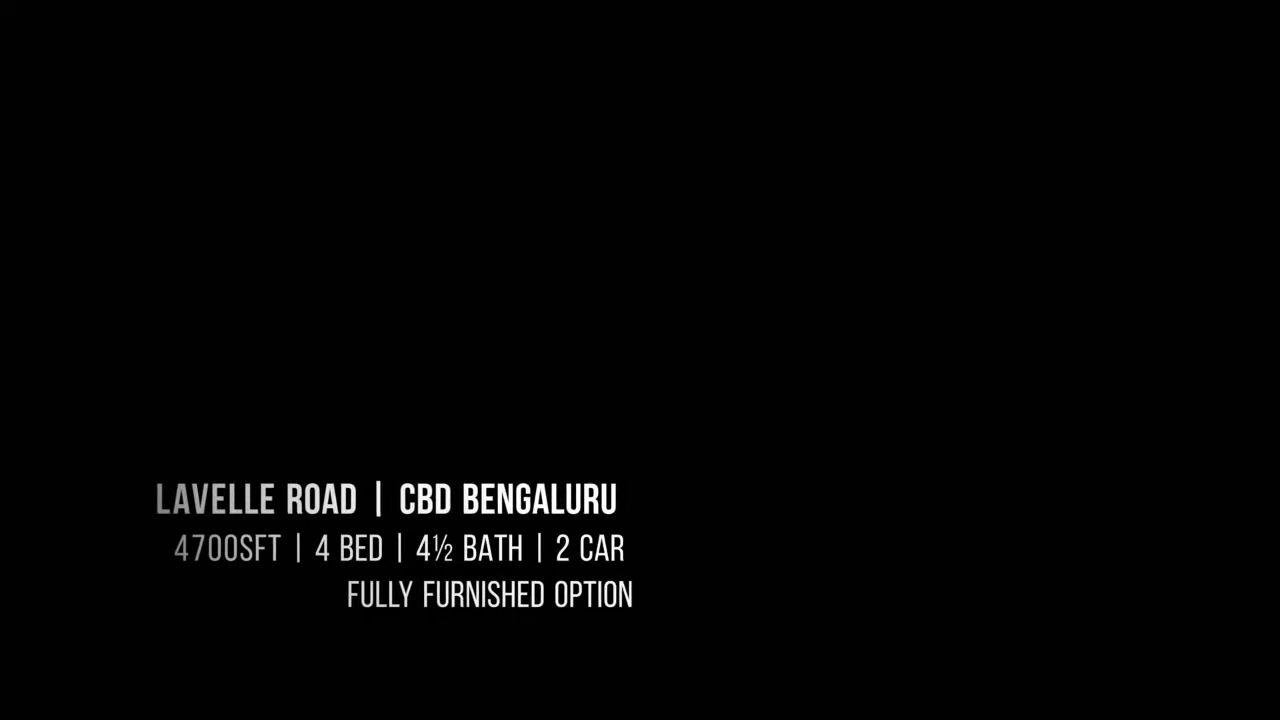 LAVELLE ROAD | CBD BENGALURU
4700SFT | 4 BED | 4½ BATH | 2 CAR
FULLY FURNISHED OPTION